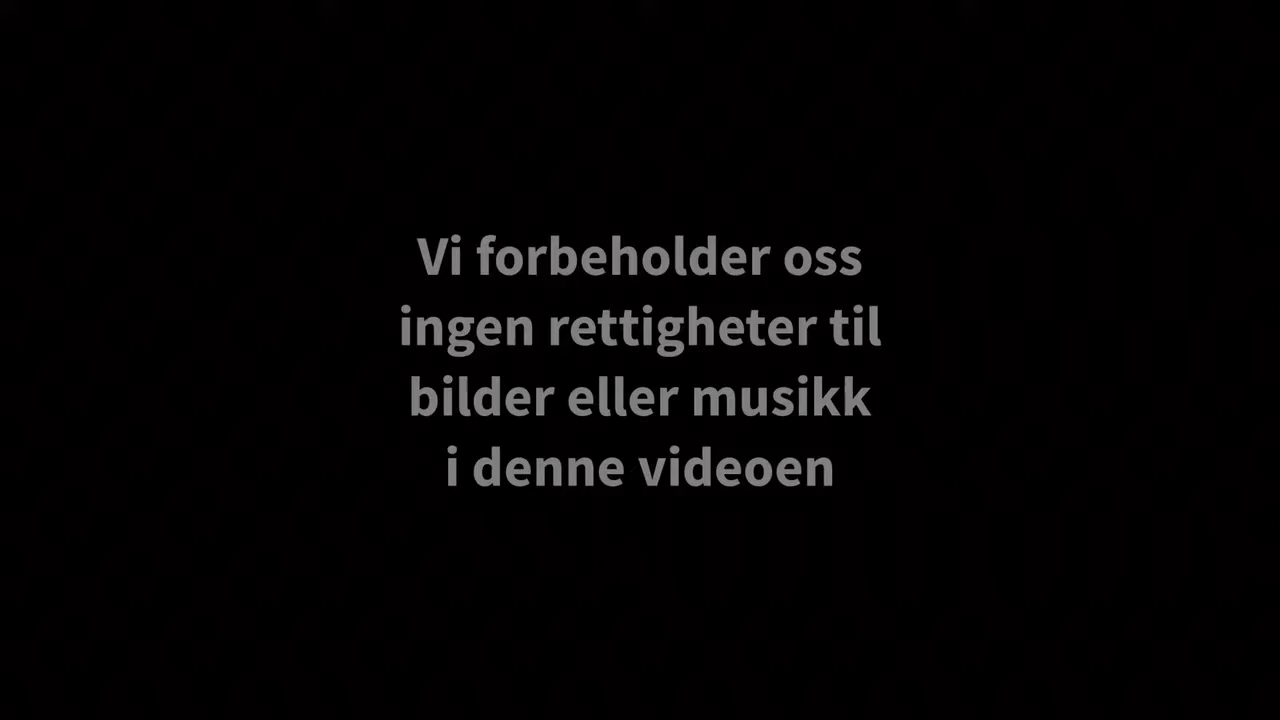 Vi forbeholder oss
ingen rettigheter til
bilder eller musikk
i denne videoen